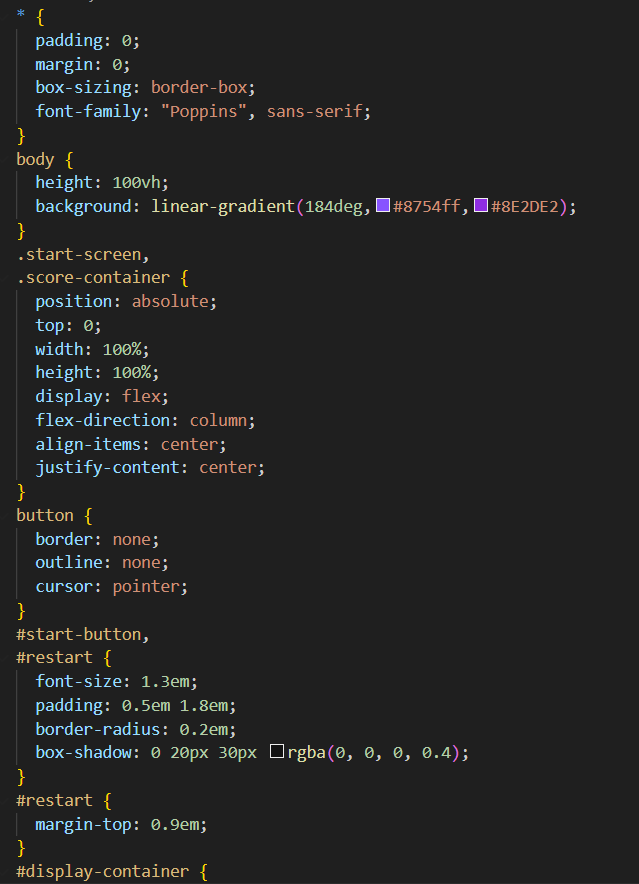 * {
  padding: 0;
  margin: 0;
  box-sizing: border-box;
  font-family: "Poppins", sans-serif;
}
body {
  height: 100vh;
  background: linear-gradient(184deg,#8754ff,#8E2DE2);
}
.start-screen,
.score-container {
  position: absolute;
  top: 0;
  width: 100%;
  height: 100%;
  display: flex;
  flex-direction: column;
  align-items: center;
  justify-content: center;
}
button {
  border: none;
  outline: none;
  cursor: pointer;
}
#start-button,
#restart {
  font-size: 1.3em;
  padding: 0.5em 1.8em;
  border-radius: 0.2em;
  box-shadow: 0 20px 30px rgba(0, 0, 0, 0.4);
}
#restart {
  margin-top: 0.9em;
}
#display-container {